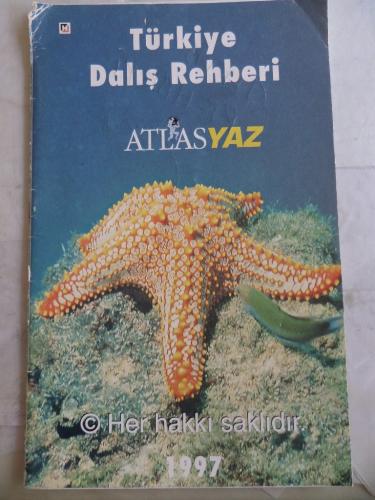 Türkiye
Dalış Rehberi
ATLASYAZ
© Her hakkı saklıdır.
1997